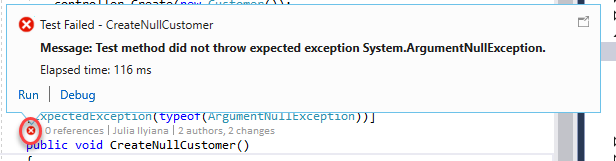 controller.Create(new Customer());
Test Failed - CreateNullCustomer
Message: Test method did not throw expected exception System.ArgumentNullException.
Elapsed time: 116 ms
Run | Debug
xpectedException(typeof(ArgumentNullException))]
0 references | Julia Ilyiana | 2 authors, 2 changes
public void CreateNullCustomer()
{